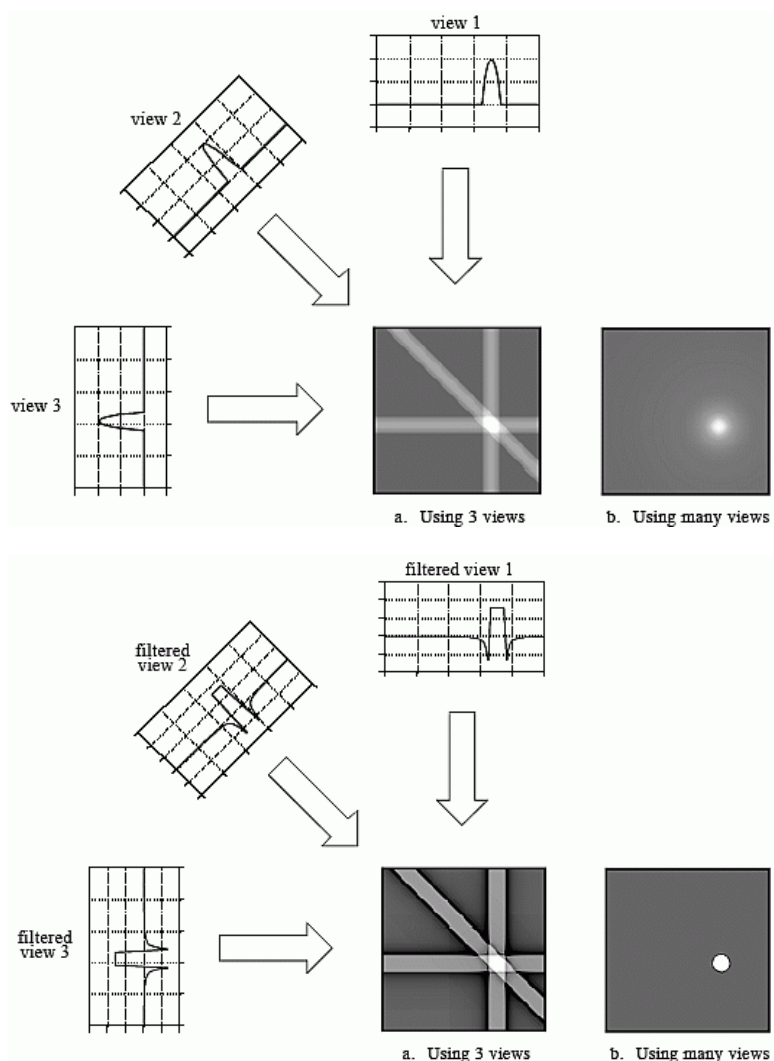 view 1
view 2
view 3
a. Using 3 views
b. Using many views
filtered view 1
filtered
view 2
filtered
view 3
a. Using 3 views
b. Using many views